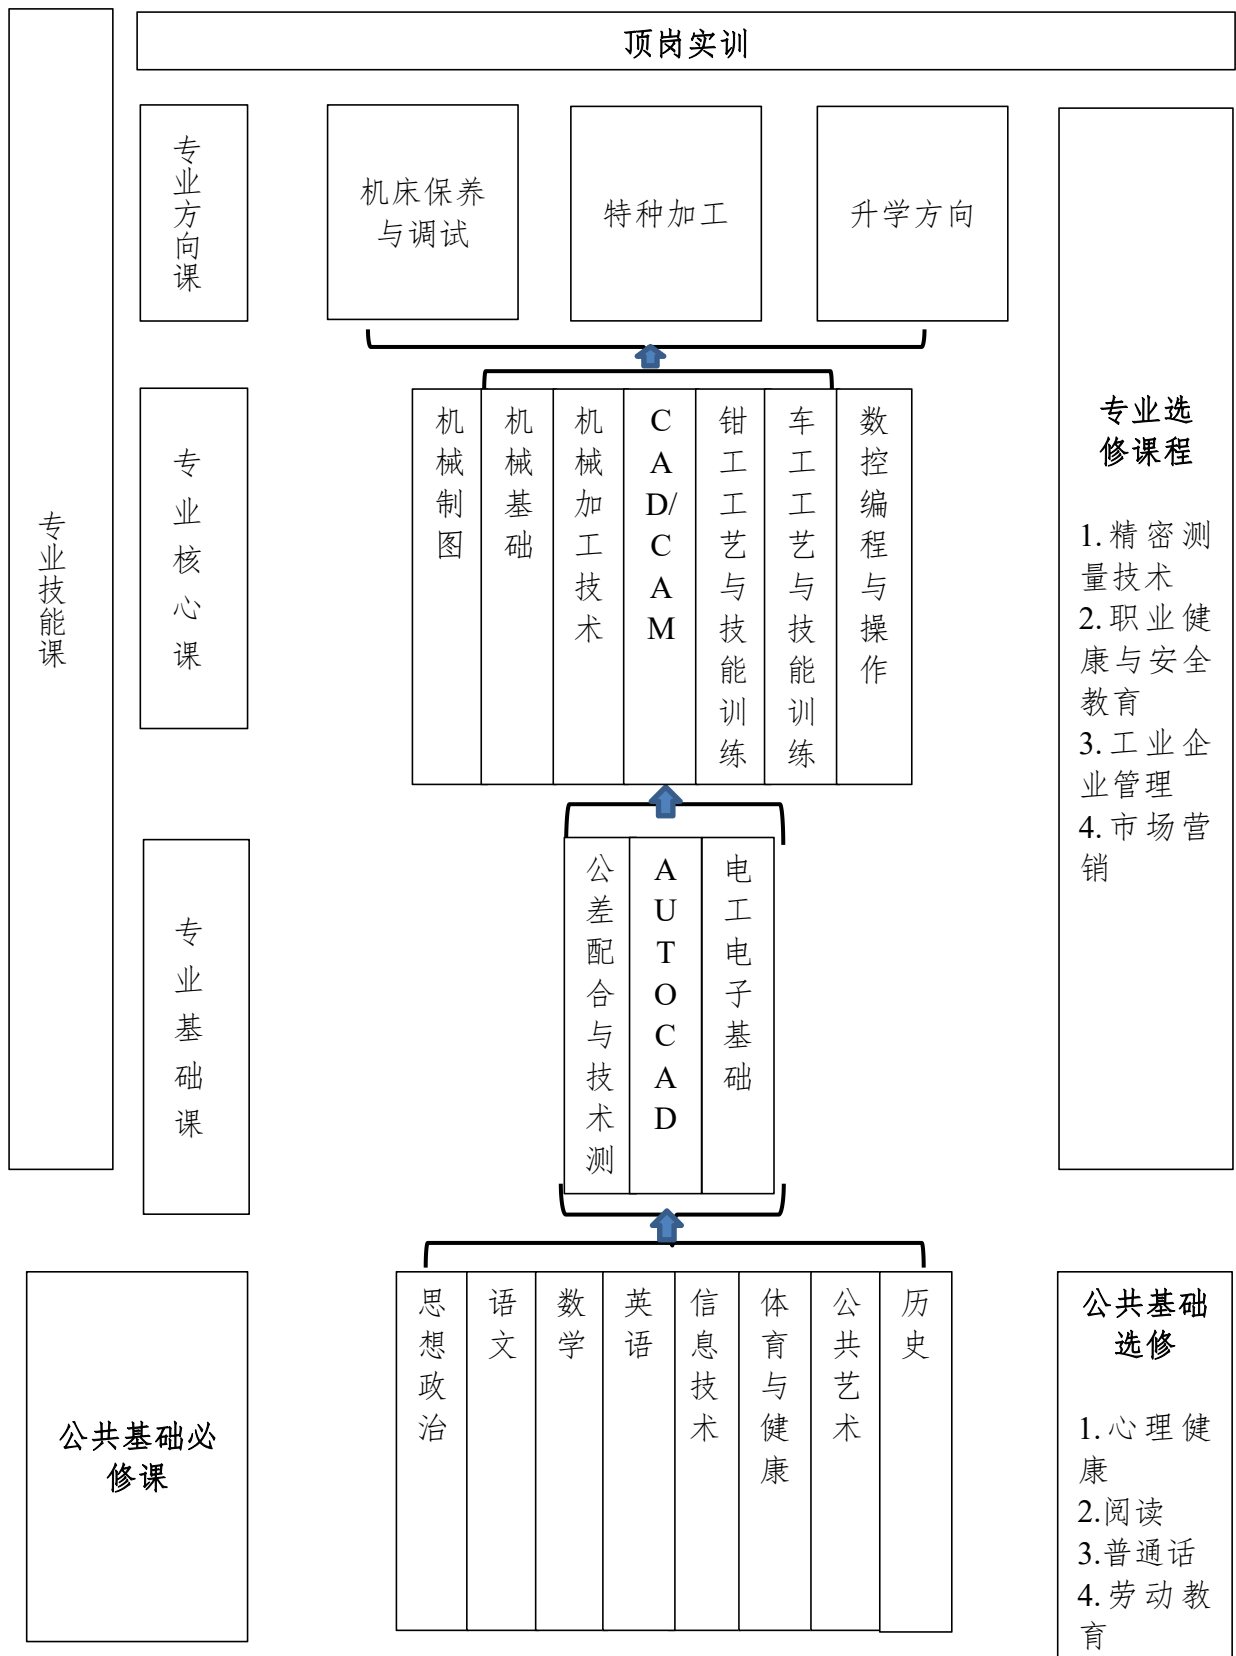 顶岗实训
专业技能课
专业方向课
机床保养
与调试
特种加工
升学方向
专业核心课
机械制图
机械基础
机械加工技术
CAD/CAM
钳工工艺与技能训练
车工工艺与技能训练
数控编程与操作
专业选
修课程
1.精密测
量技术
2.职业健
康与安全
教育
3.工业企
业管理
4.市场营
销
专业基础课
公差配合与技术测
AUTOCAD
电工电子基础
公共基础必
修课
思想政治
语文
数学
英语
信息技术
体育与健康
公共艺术
历史
公共基础
选修
1.心理健
康
2.阅读
3.普通话
4.劳动教
育